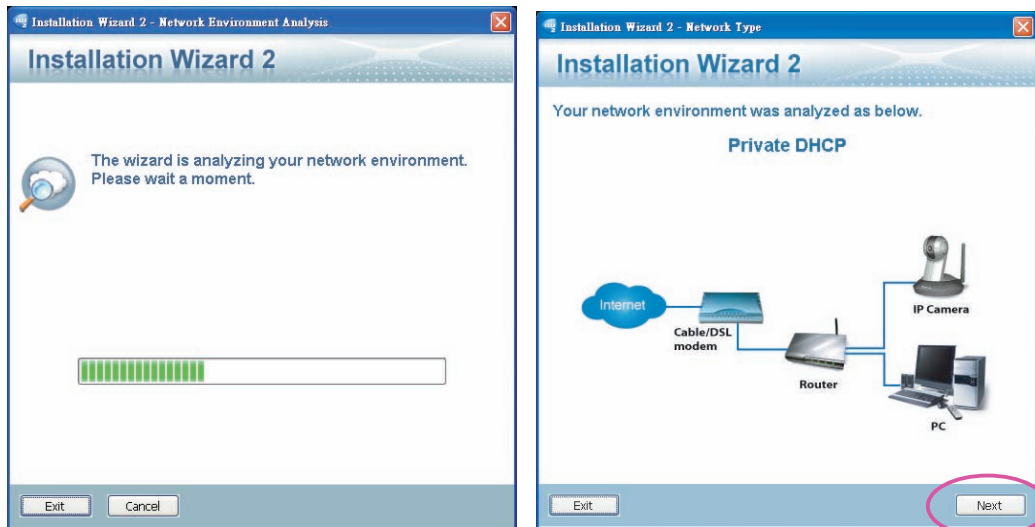 Installation Wizard 2 - Network Environment Analysis
Installation Wizard 2
The wizard is analyzing your network environment.
Please wait a moment.
Exit
Cancel
Installation Wizard 2 - Network Type
Installation Wizard 2
Your network environment was analyzed as below.
Private DHCP
Internet
Cable/DSL
modem
Router
IP Camera
PC
Exit
Next